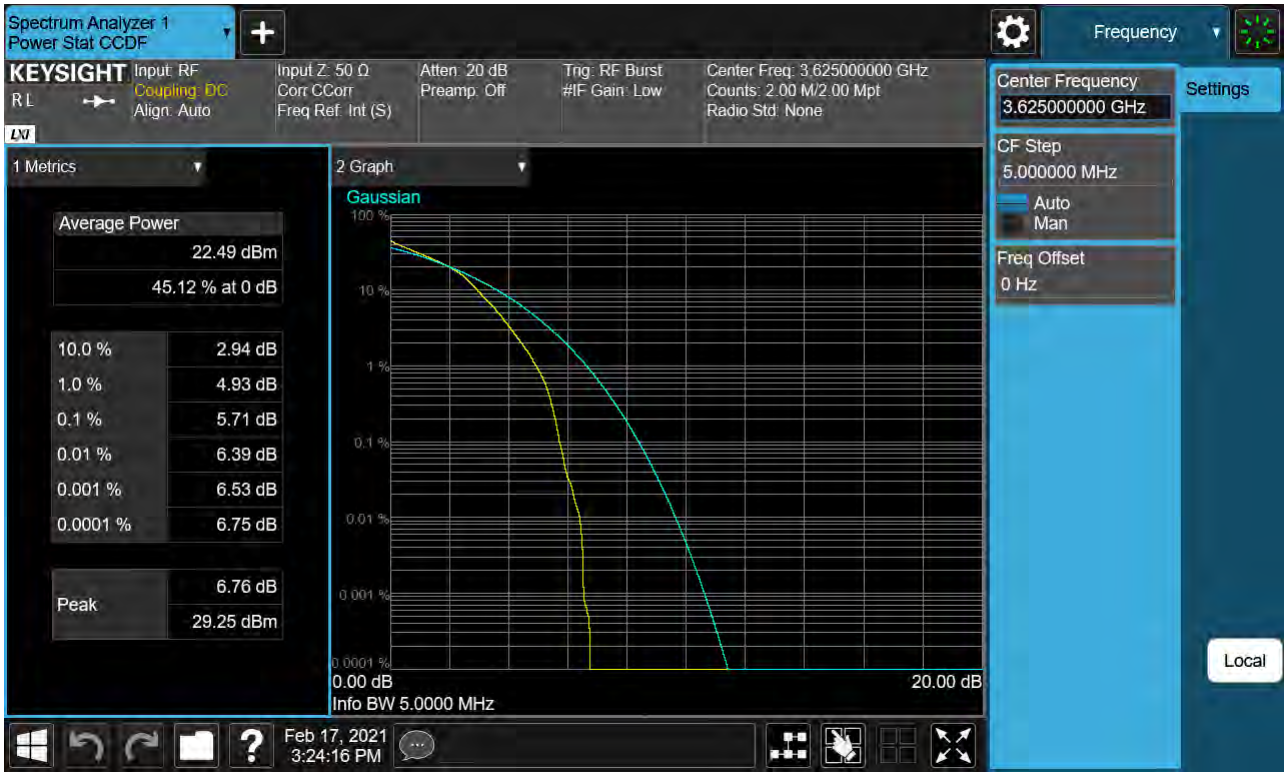 Spectrum Analyzer 1
Power Stat CCDF
+
Frequency
KEYSIGHT
R L
LXI
Input: RF
Coupling: DC
Align: Auto
Input Z: 50 Ω
Corr CCorr
Freq Ref: Int (S)
Atten: 20 dB
Preamp: Off
Trig: RF Burst
#IF Gain: Low
Center Freq: 3.625000000 GHz
Counts: 2.00 M/2.00 Mpt
Radio Std: None
Center Frequency
3.625000000 GHz
Settings
CF Step
5.000000 MHz
Auto
Man
Freq Offset
0 Hz
1 Metrics
Average Power
22.49 dBm
45.12 % at 0 dB
10.0 % 2.94 dB
1.0 % 4.93 dB
0.1 % 5.71 dB
0.01 % 6.39 dB
0.001 % 6.53 dB
0.0001 % 6.75 dB
Peak
6.76 dB
29.25 dBm
2 Graph
Gaussian
100 %
10 %
1 %
0.1 %
0.01 %
0.001 %
0.0001 %
0.00 dB 20.00 dB
Info BW 5.0000 MHz
Local
?
Feb 17, 2021
3:24:16 PM